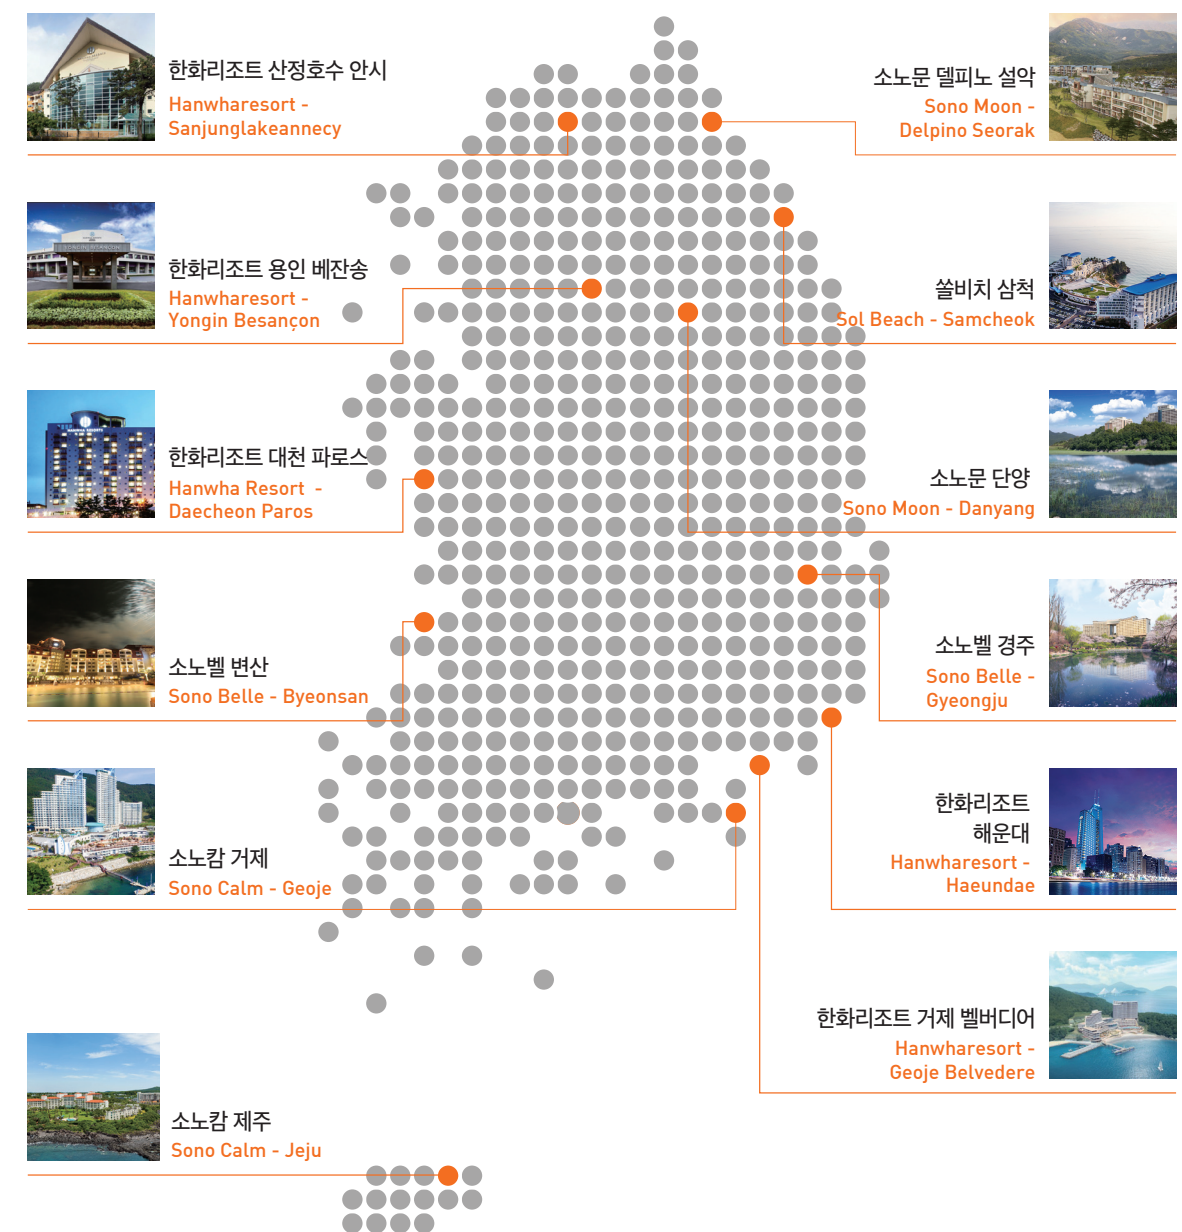 한화리조트 산정호수 안시
Hanwharesort -
Sanjunglakeannecy
한화리조트 용인 베잔송
Hanwharesort -
Yongin Besançon
한화리조트 대천 파로스
Hanwha Resort -
Daecheon Paros
소노벨 변산
Sono Belle - Byeonsan
소노캄 거제
Sono Calm - Geoje
소노캄 제주
Sono Calm - Jeju
소노문 델피노 설악
Sono Moon -
Delpino Seorak
쏠비치 삼척
Sol Beach - Samcheok
소노문 단양
Sono Moon - Danyang
소노벨 경주
Sono Belle -
Gyeongju
한화리조트
해운대
Hanwharesort -
Haeundae
한화리조트 거제 벨버디어
Hanwharesort -
Geoje Belvedere